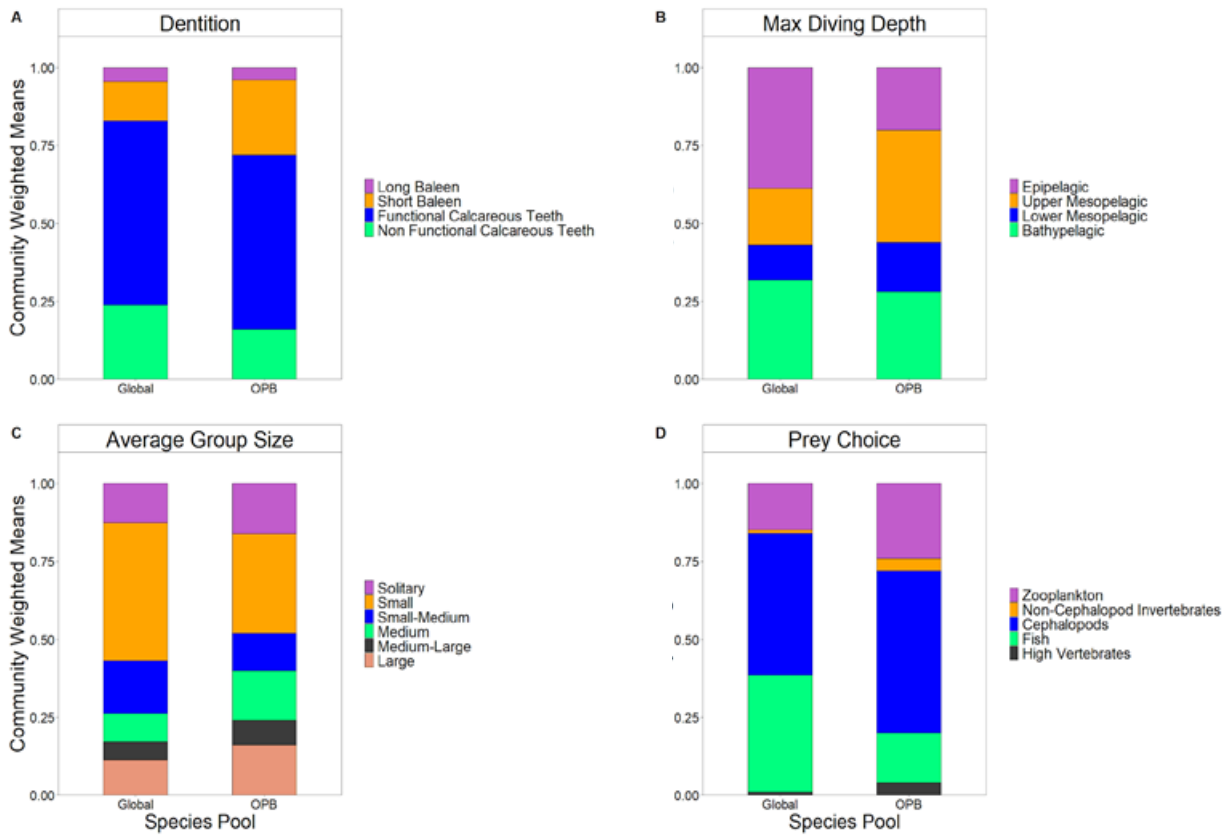 A
Dentition
Community Weighted Means
1.00
0.75
0.50
0.25
0.00
Global
OPB
Long Baleen
Short Baleen
Functional Calcareous Teeth
Non Functional Calcareous Teeth
B
Max Diving Depth
1.00
0.75
0.50
0.25
0.00
Global
OPB
Epipelagic
Upper Mesopelagic
Lower Mesopelagic
Bathypelagic
C
Average Group Size
Community Weighted Means
1.00
0.75
0.50
0.25
0.00
Global
OPB
Species Pool
Solitary
Small
Small-Medium
Medium
Medium-Large
Large
D
Prey Choice
1.00
0.75
0.50
0.25
0.00
Global
OPB
Species Pool
Zooplankton
Non-Cephalopod Invertebrates
Cephalopods
Fish
High Vertebrates